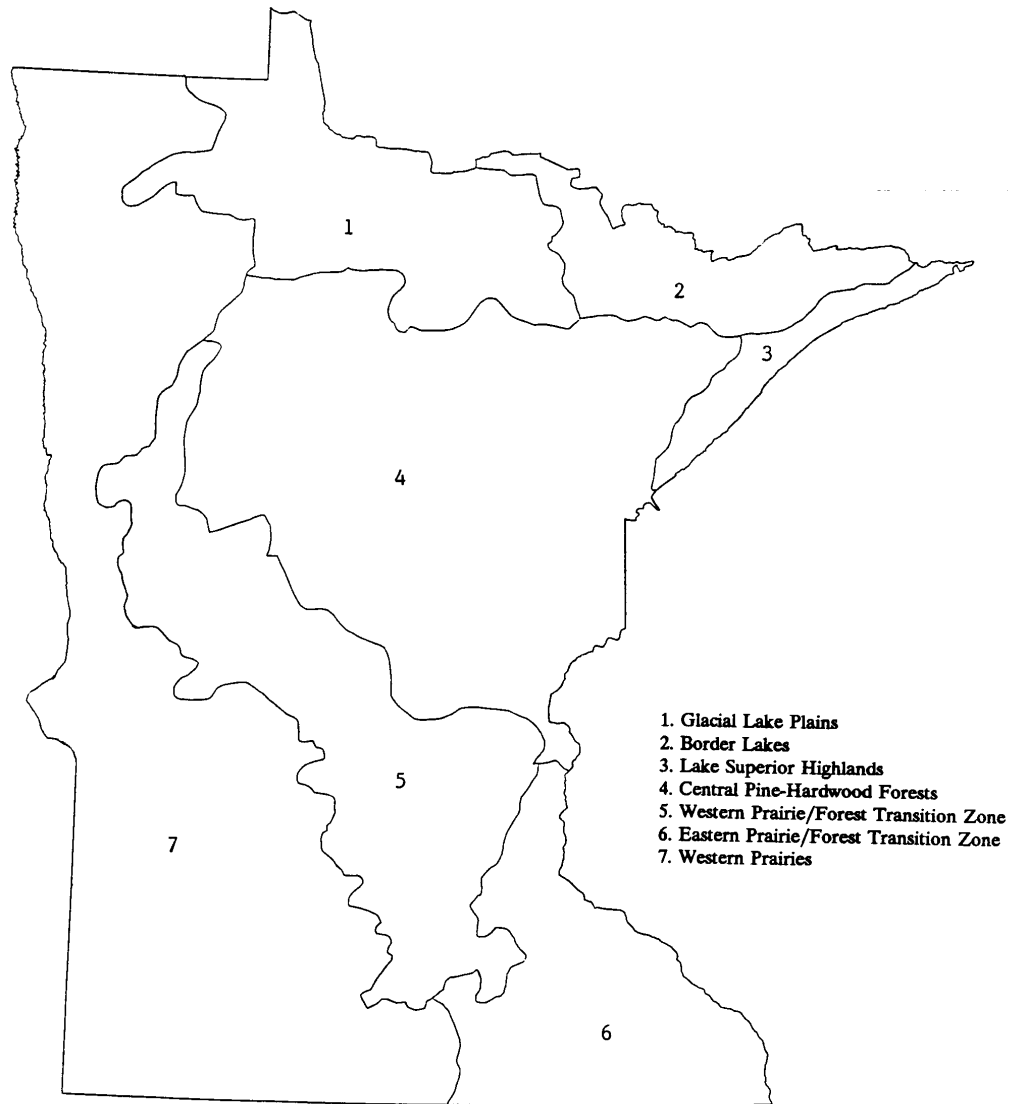 1
2
3
4
5
6
7
1. Glacial Lake Plains
2. Border Lakes
3. Lake Superior Highlands
4. Central Pine-Hardwood Forests
5. Western Prairie/Forest Transition Zone
6. Eastern Prairie/Forest Transition Zone
7. Western Prairies